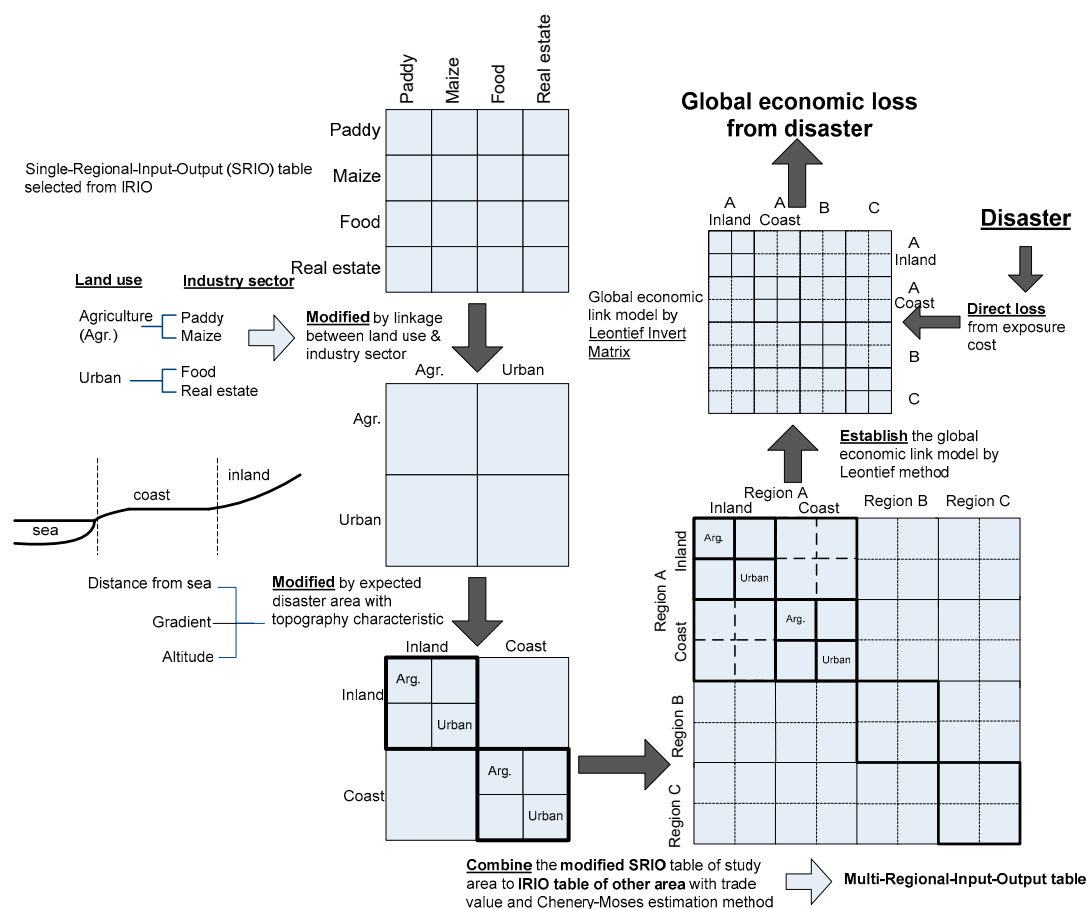 Paddy
Maize
Food
Real estate
Paddy
Maize
Food
Real estate
Single-Regional-Input-Output (SRIO) table
selected from IRIO
Land use
Industry sector
Agriculture
(Agr.)
Paddy
Maize
Urban
Food
Real estate
Modified by linkage
between land use &
industry sector
Agr.
Urban
Agr.
Urban
sea
coast
inland
Distance from sea
Gradient
Altitude
Modified by expected
disaster area with
topography characteristic
Inland
Coast
Inland
Coast
Arg.
Urban
Arg.
Urban
Combine the modified SRIO table of study
area to IRIO table of other area with trade
value and Chenery-Moses estimation method
Multi-Regional-Input-Output table
Region A
Inland
Coast
Region B
Region C
Region A
Inland
Coast
Region B
Region C
Arg.
Urban
Arg.
Urban
Establish the global
economic link model by
Leontief method
Global economic
link model by
Leontief Invert
Matrix
A
Inland
A
Coast
B
C
A
Inland
A
Coast
B
C
Disaster
Direct loss
from exposure
cost
Global economic loss
from disaster